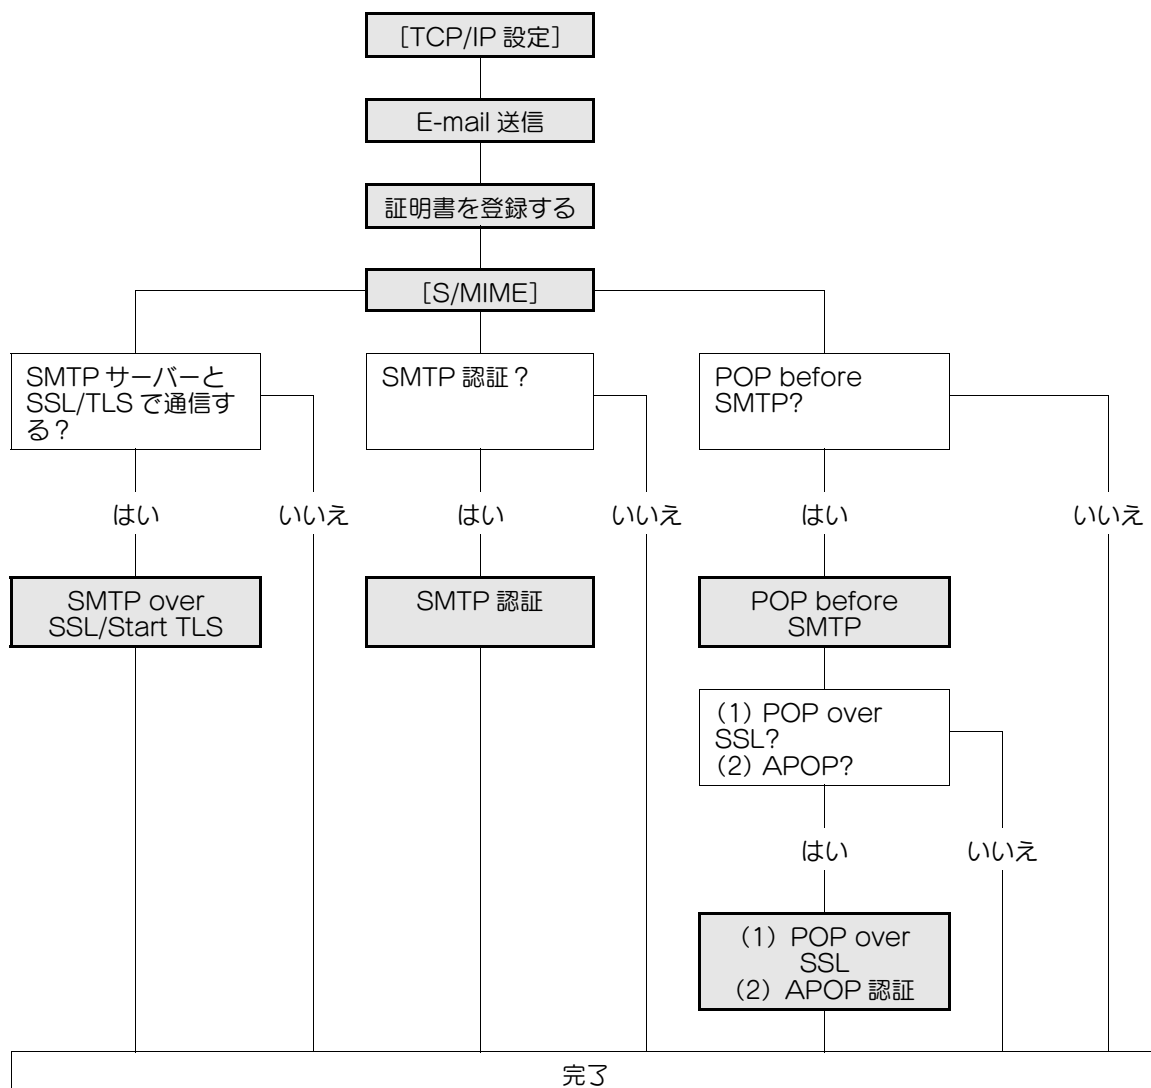 [TCP/IP 設定]
E-mail 送信
証明書を登録する
[S/MIME]
SMTP サーバーと
SSL/TLS で通信す
る?
SMTP 認証?
POP before
SMTP?
はい
いいえ
はい
いいえ
はい
いいえ
SMTP over
SSL/Start TLS
SMTP 認証
POP before
SMTP
(1) POP over
SSL?
(2) APOP?
はい
いいえ
(1) POP over
SSL
(2) APOP 認証
完了